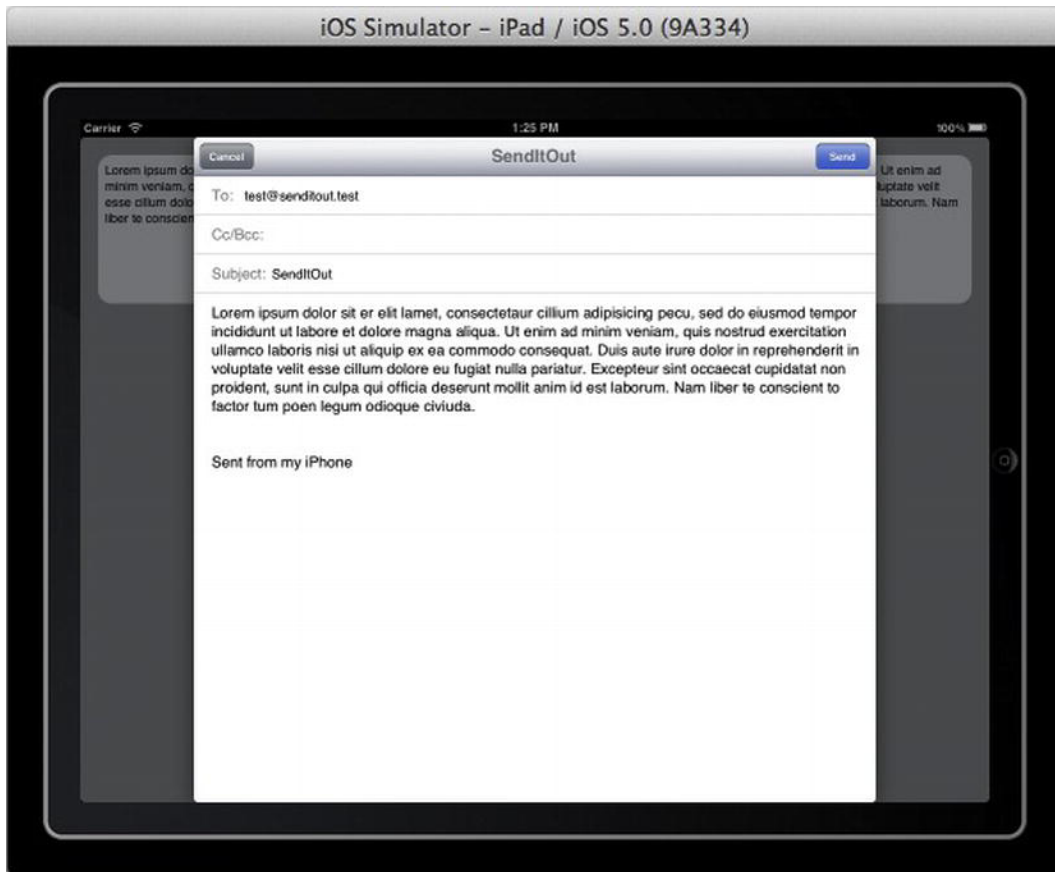 iOS Simulator – iPad / iOS 5.0 (9A334)
Carrier
1:25 PM
100%
Cancel
SendItOut
Send
Lorem ipsum do
minim veniam, c
esse cillum dolo
liber te conscien
Ut enim ad
luptate velit
laborum. Nam
To: test@senditout.test
Cc/Bcc:
Subject: SendItOut
Lorem ipsum dolor sit er elit lamet, consectetaur cillium adipisicing pecu, sed do eiusmod tempor
incididunt ut labore et dolore magna aliqua. Ut enim ad minim veniam, quis nostrud exercitation
ullamco laboris nisi ut aliquip ex ea commodo consequat. Duis aute irure dolor in reprehenderit in
voluptate velit esse cillum dolore eu fugiat nulla pariatur. Excepteur sint occaecat cupidatat non
proident, sunt in culpa qui officia deserunt mollit anim id est laborum. Nam liber te conscient to
factor tum poen legum odioque civiuda.
Sent from my iPhone